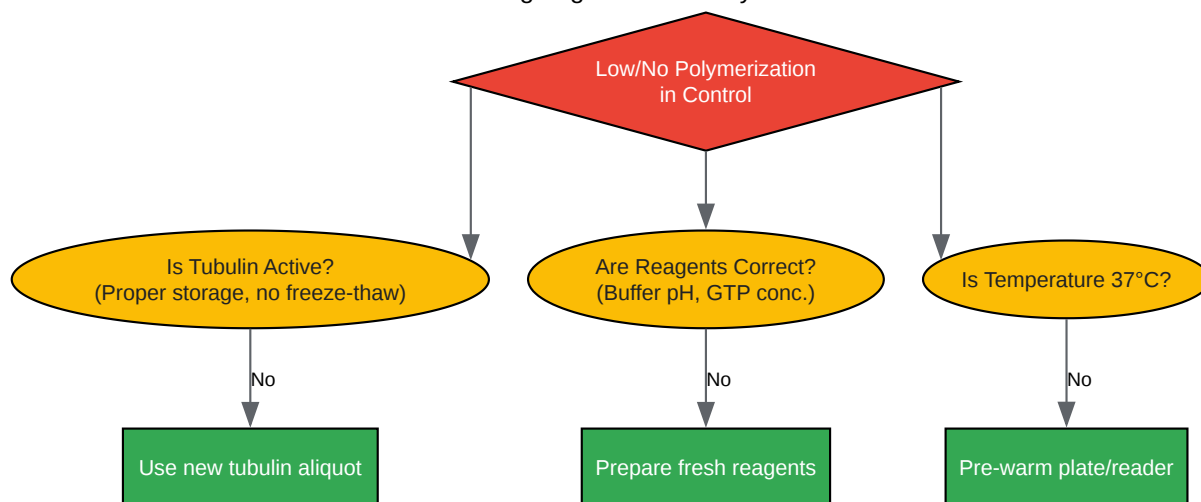 Low/No Polymerization
in Control
Is Tubulin Active?
(Proper storage, no freeze-thaw)
Are Reagents Correct?
(Buffer pH, GTP conc.)
Is Temperature 37°C?
No
No
No
Use new tubulin aliquot
Prepare fresh reagents
Pre-warm plate/reader